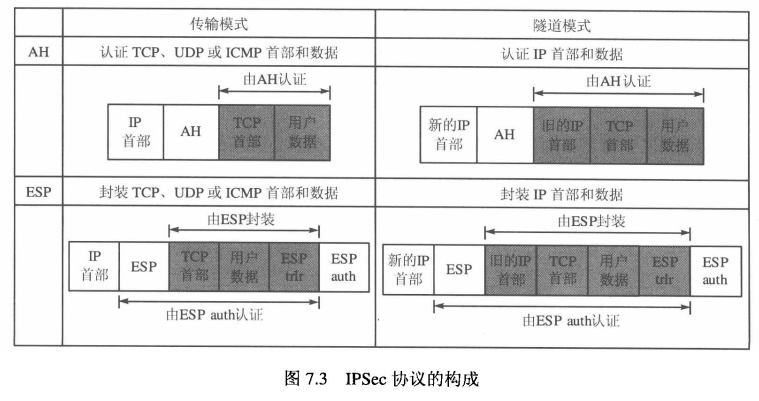 传输模式
隧道模式
AH
认证 TCP、UDP 或 ICMP 首部和数据
认证 IP 首部和数据
由AH认证
IP
首部
AH
TCP
首部
用户
数据
由AH认证
新的IP
首部
AH
旧的IP
首部
TCP
首部
用户
数据
ESP
封装 TCP、UDP 或 ICMP 首部和数据
封装 IP 首部和数据
由ESP封装
IP
首部
ESP
TCP
首部
用户
数据
ESP
trlr
ESP
auth
由ESP auth认证
由ESP封装
新的IP
首部
ESP
旧的IP
首部
TCP
首部
用户
数据
ESP
trlr
ESP
auth
由ESP auth认证
图 7.3 IPSec 协议的构成